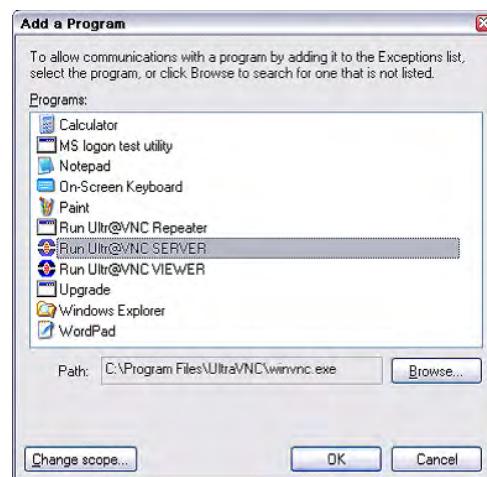 Add a Program
To allow communications with a program by adding it to the Exceptions list,
select the program, or click Browse to search for one that is not listed.
Programs:
Calculator
MS logon test utility
Notepad
On-Screen Keyboard
Paint
Run Ultr@VNC Repeater
Run Ultr@VNC SERVER
Run Ultr@VNC VIEWER
Upgrade
Windows Explorer
WordPad
Path: C:\Program Files\UltraVNC\winvnc.exe Browse...
Change scope... OK Cancel